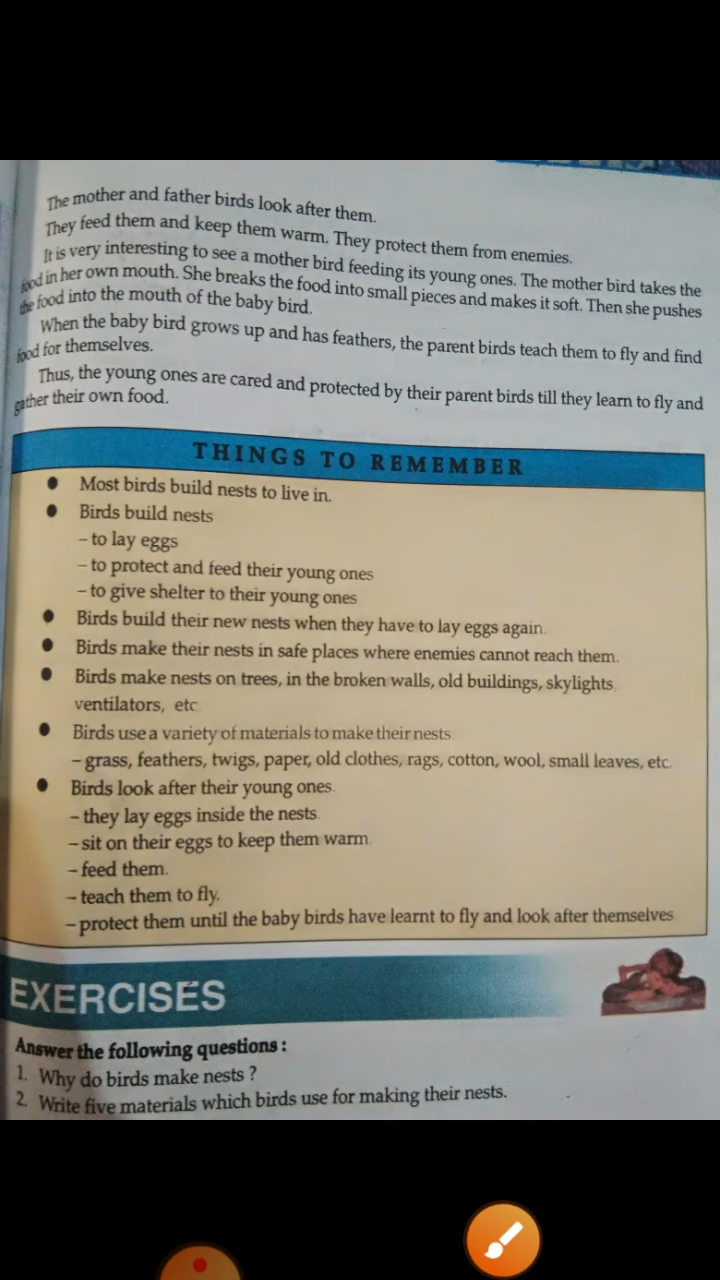 The mother and father birds look after them.
They feed them and keep them warm. They protect them from enemies.
It is very interesting to see a mother bird feeding its young ones. The mother bird takes the
food in her own mouth. She breaks the food into small pieces and makes it soft. Then she pushes
the food into the mouth of the baby bird.
When the baby bird grows up and has feathers, the parent birds teach them to fly and find
food for themselves.
Thus, the young ones are cared and protected by their parent birds till they learn to fly and
gather their own food.
THINGS TO REMEMBER
● Most birds build nests to live in.
● Birds build nests
– to lay eggs
– to protect and feed their young ones
– to give shelter to their young ones
● Birds build their new nests when they have to lay eggs again.
● Birds make their nests in safe places where enemies cannot reach them.
● Birds make nests on trees, in the broken walls, old buildings, skylights,
ventilators, etc.
● Birds use a variety of materials to make their nests.
– grass, feathers, twigs, paper, old clothes, rags, cotton, wool, small leaves, etc.
● Birds look after their young ones.
– they lay eggs inside the nests.
– sit on their eggs to keep them warm.
– feed them.
– teach them to fly.
– protect them until the baby birds have learnt to fly and look after themselves
EXERCISES
Answer the following questions :
1. Why do birds make nests ?
2. Write five materials which birds use for making their nests.